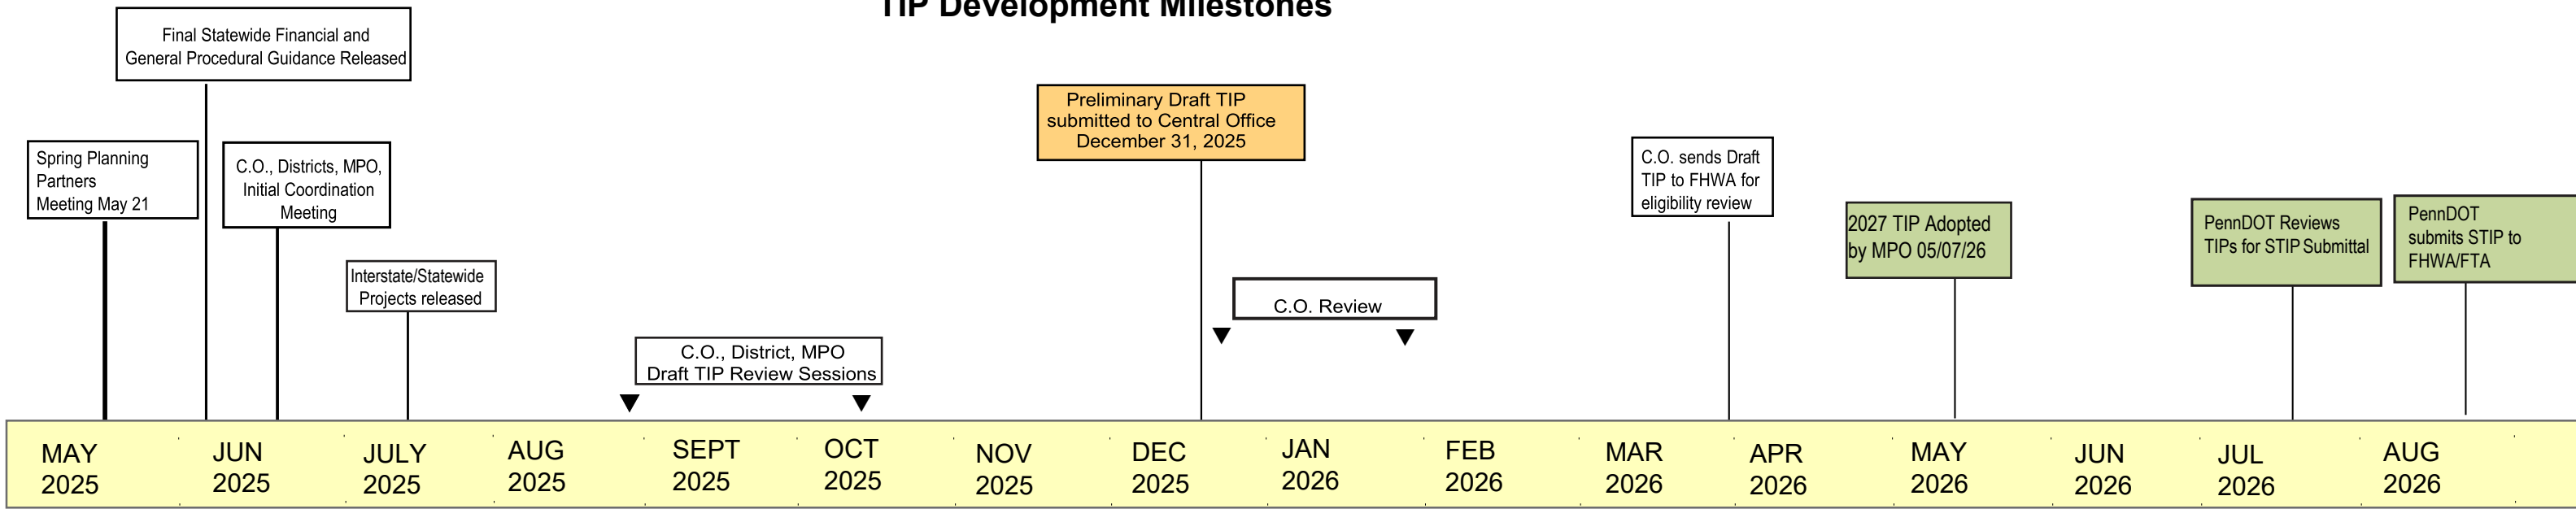 TIP Development Milestones
Final Statewide Financial and
General Procedural Guidance Released
Spring Planning
Partners
Meeting May 21
C.O., Districts, MPO,
Initial Coordination
Meeting
Interstate/Statewide
Projects released
C.O., District, MPO
Draft TIP Review Sessions
Preliminary Draft TIP
submitted to Central Office
December 31, 2025
C.O. Review
C.O. sends Draft
TIP to FHWA for
eligibility review
2027 TIP Adopted
by MPO 05/07/26
PennDOT Reviews
TIPs for STIP Submittal
PennDOT
submits STIP to
FHWA/FTA
MAY
2025
JUN
2025
JULY
2025
AUG
2025
SEPT
2025
OCT
2025
NOV
2025
DEC
2025
JAN
2026
FEB
2026
MAR
2026
APR
2026
MAY
2026
JUN
2026
JUL
2026
AUG
2026